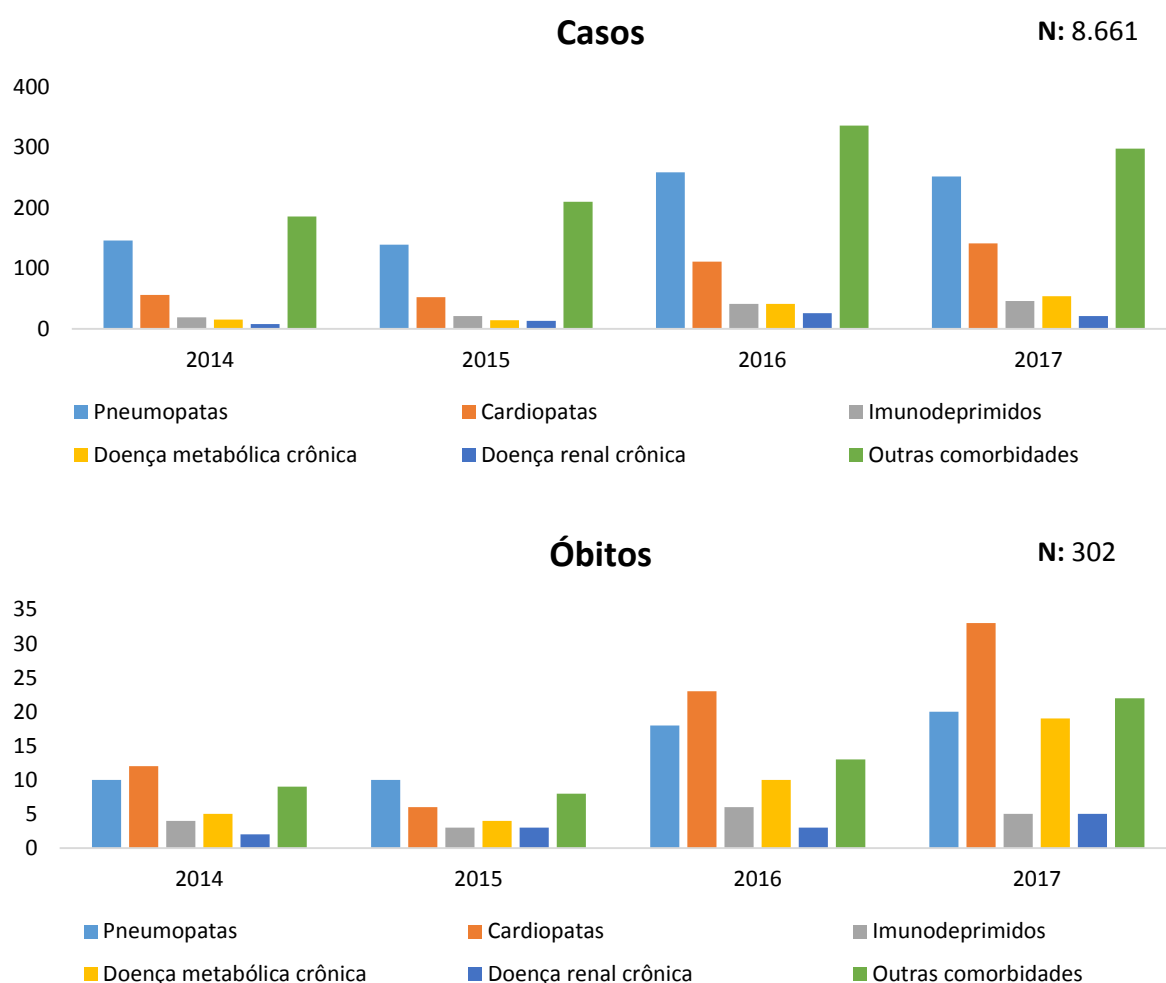 Casos
N: 8.661
400
300
200
100
0
2014 2015 2016 2017
Pneumopatas Cardiopatas Imunodeprimidos
Doença metabólica crônica Doença renal crônica Outras comorbidades
Óbitos
N: 302
35
30
25
20
15
10
5
0
2014 2015 2016 2017
Pneumopatas Cardiopatas Imunodeprimidos
Doença metabólica crônica Doença renal crônica Outras comorbidades